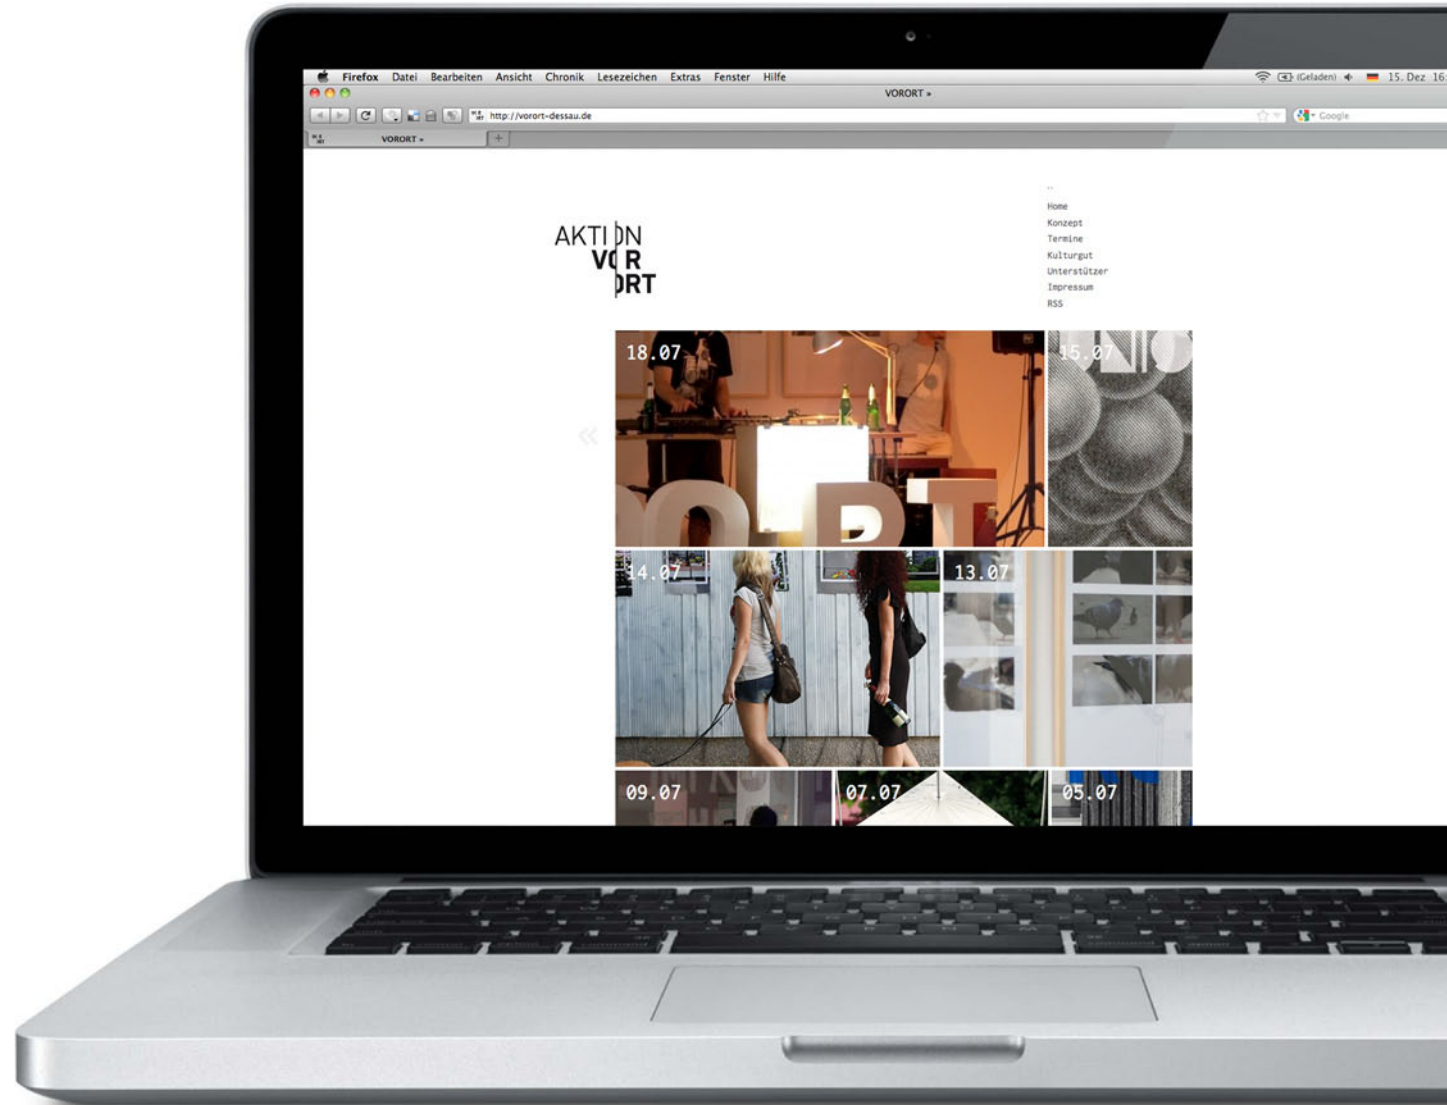 Firefox Datei Bearbeiten Ansicht Chronik Lesezeichen Extras Fenster Hilfe
(Geladen) 15. Dez 16:
VORORT »
http://vorort-dessau.de
Google
VORORT »
Home
Konzept
Termine
Kulturgut
Unterstützer
Impressum
RSS
AKTION
VOR
ORT
18.07
15.07
«
ORT
14.07
13.07
09.07
07.07
05.07